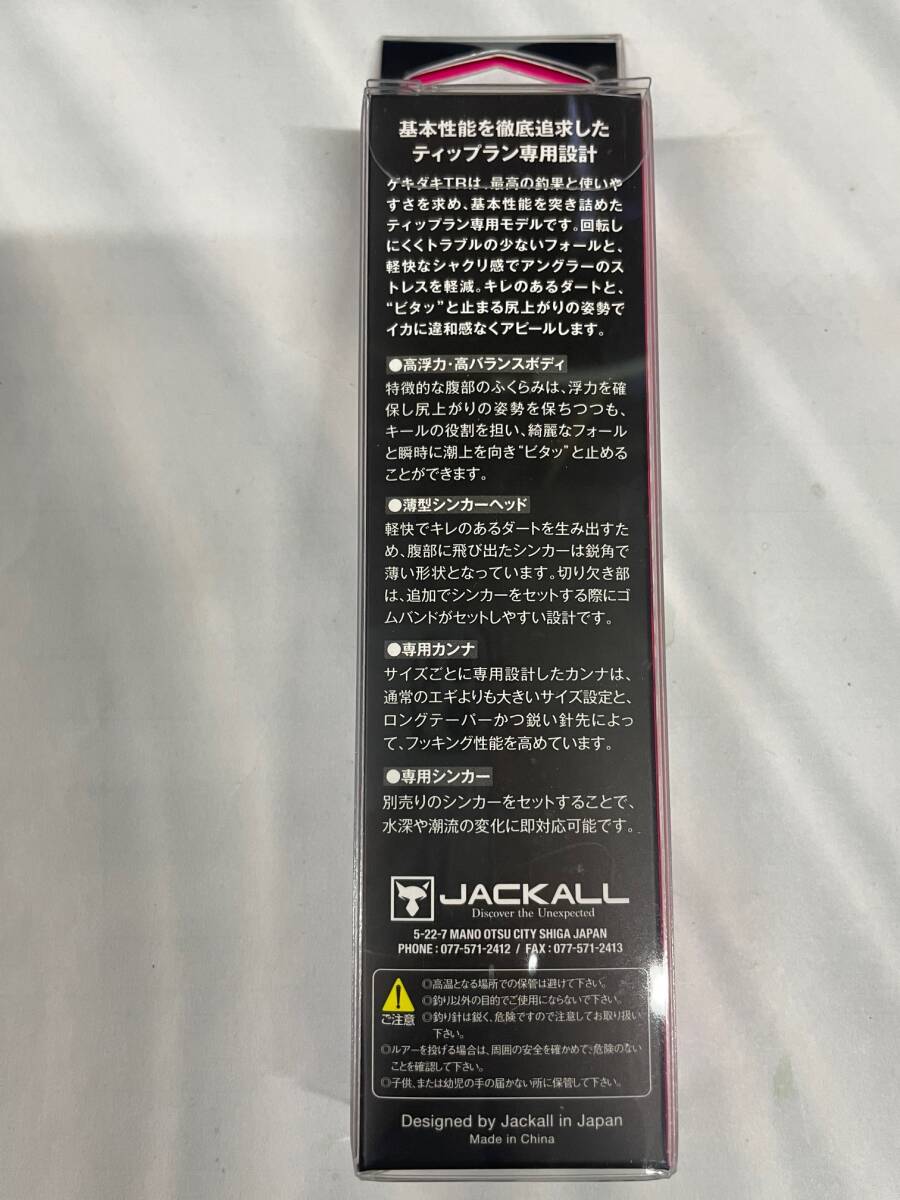 基本性能を徹底追求した
ティップラン専用設計
ゲキダキTRは、最高の釣果と使いや
すさを求め、基本性能を突き詰めた
ティップラン専用モデルです。回転し
にくくトラブルの少ないフォールと、
軽快なシャクリ感でアングラーのス
トレスを軽減。キレのあるダートと、
“ビタッ”と止まる尻上がりの姿勢で
イカに違和感なくアピールします。
●高浮力・高バランスボディ
特徴的な腹部のふくらみは、浮力を確
保し尻上がりの姿勢を保ちつつも、
キールの役割を担い、綺麗なフォール
と瞬時に潮上を向き“ビタッ”と止める
ことができます。
●薄型シンカーヘッド
軽快でキレのあるダートを生み出すた
め、腹部に飛び出たシンカーは鋭角で
薄い形状となっています。切り欠き部
は、追加でシンカーをセットする際にゴ
ムバンドがセットしやすい設計です。
●専用カンナ
サイズごとに専用設計したカンナは、
通常のエギよりも大きいサイズ設定と、
ロングテーパーかつ鋭い針先によっ
て、フッキング性能を高めています。
●専用シンカー
別売りのシンカーをセットすることで、
水深や潮流の変化に即対応可能です。
JACKALL
Discover the Unexpected
5-22-7 MANO OTSU CITY SHIGA JAPAN
PHONE : 077-571-2412 / FAX : 077-571-2413
ご注意
◎高温となる場所での保管は避けて下さい。
◎釣り以外の目的でご使用にならないで下さい。
◎釣り針は鋭く、危険ですので注意してお取り扱い
下さい。
◎ルアーを投げる場合は、周囲の安全を確かめて、危険のない
ことを確認して下さい。
◎子供、または幼児の手の届かない所に保管して下さい。
Designed by Jackall in Japan
Made in China